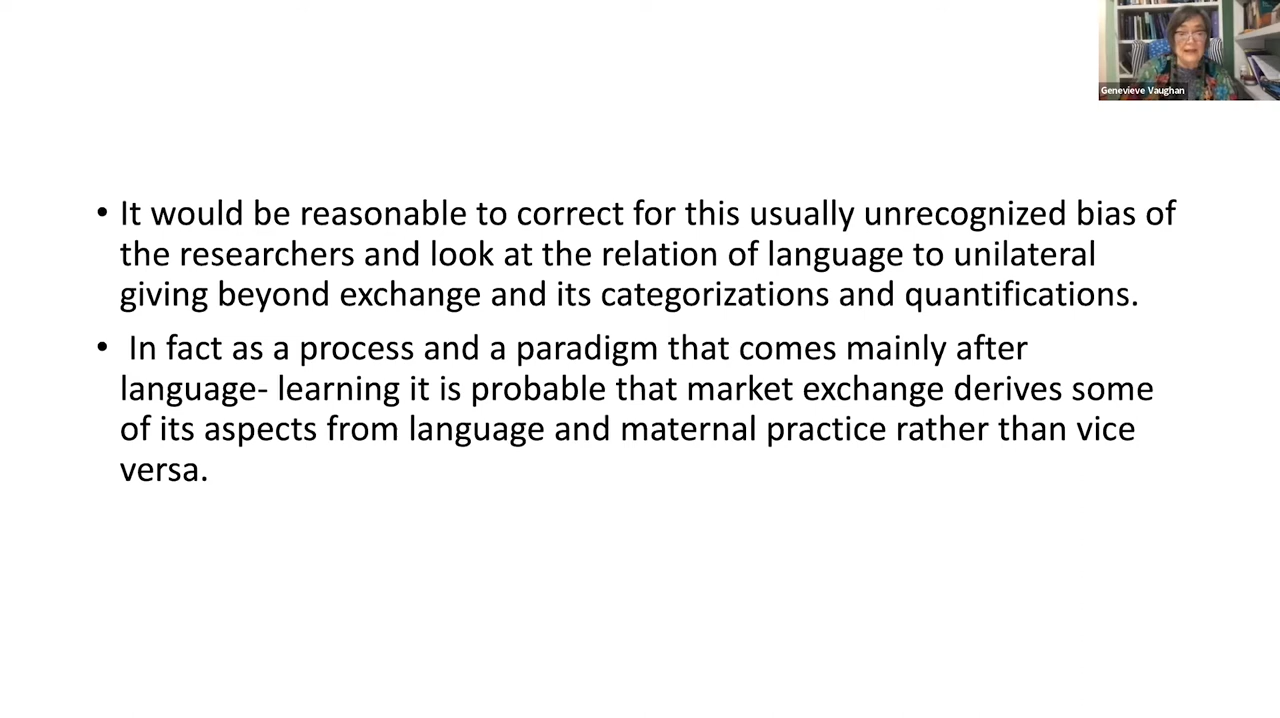 Genevieve Vaughan
• It would be reasonable to correct for this usually unrecognized bias of
the researchers and look at the relation of language to unilateral
giving beyond exchange and its categorizations and quantifications.
• In fact as a process and a paradigm that comes mainly after
language- learning it is probable that market exchange derives some
of its aspects from language and maternal practice rather than vice
versa.